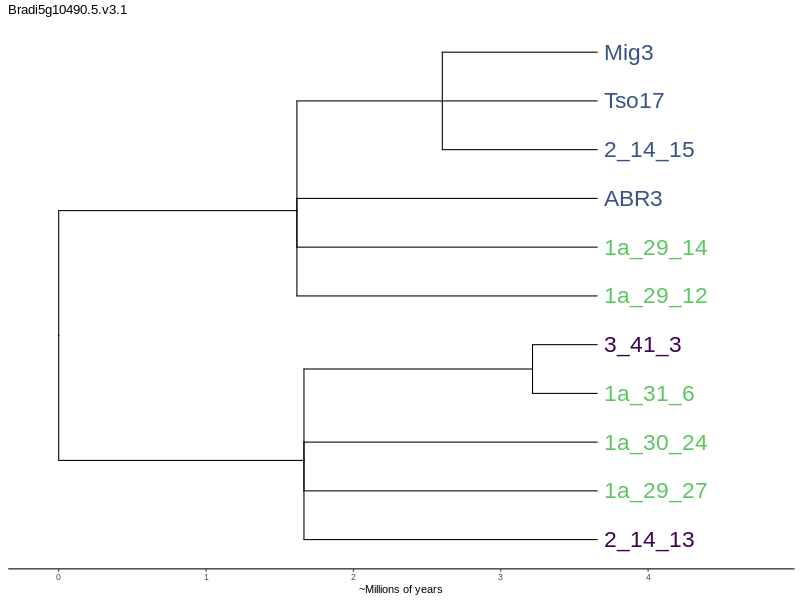 Bradi5g10490.5.v3.1
Mig3
Tso17
2_14_15
ABR3
1a_29_14
1a_29_12
3_41_3
1a_31_6
1a_30_24
1a_29_27
2_14_13
0 1 2 3 4
~Millions of years